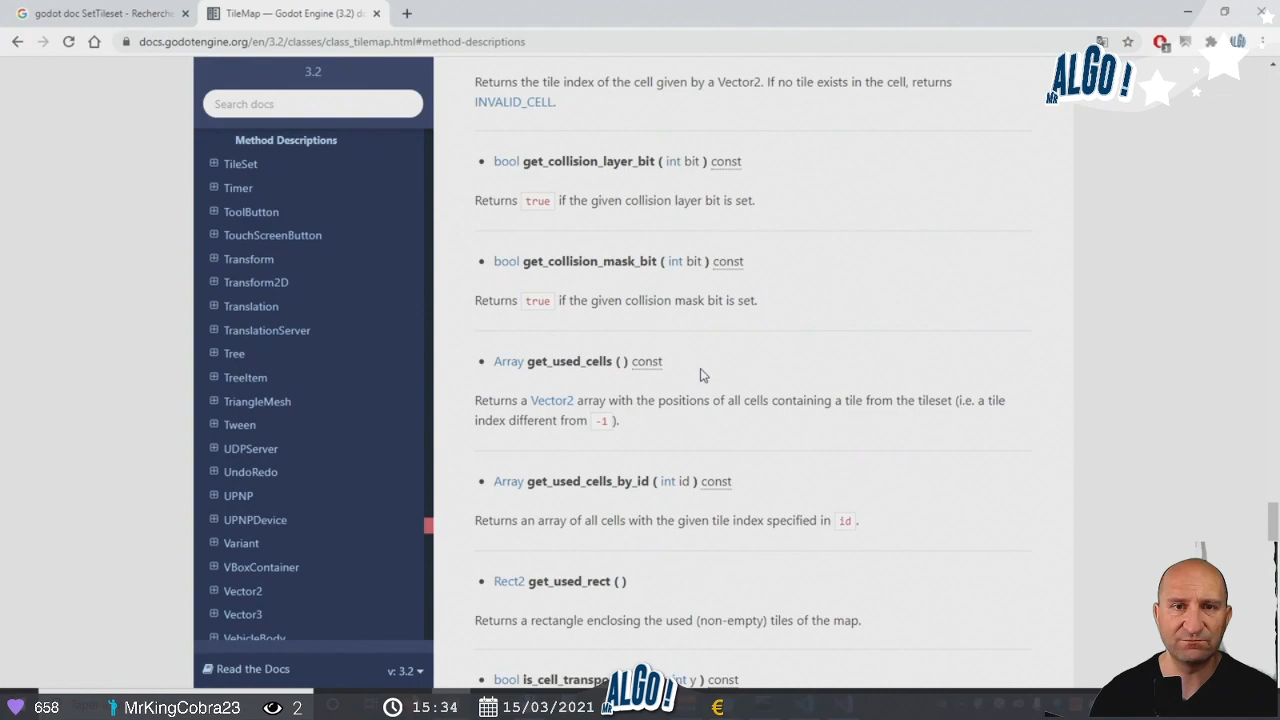 godot doc SetTileset - Recherche
TileMap — Godot Engine (3.2) d
docs.godotengine.org/en/3.2/classes/class_tilemap.html#method-descriptions
3.2
Search docs
Method Descriptions
TileSet
Timer
ToolButton
TouchScreenButton
Transform
Transform2D
Translation
TranslationServer
Tree
TreeItem
TriangleMesh
Tween
UDPServer
UndoRedo
UPNP
UPNPDevice
Variant
VBoxContainer
Vector2
Vector3
VehicleBody
Read the Docs
v: 3.2
Returns the tile index of the cell given by a Vector2. If no tile exists in the cell, returns
INVALID_CELL.
bool get_collision_layer_bit ( int bit ) const
Returns true if the given collision layer bit is set.
bool get_collision_mask_bit ( int bit ) const
Returns true if the given collision mask bit is set.
Array get_used_cells ( ) const
Returns a Vector2 array with the positions of all cells containing a tile from the tileset (i.e. a tile
index different from -1 ).
Array get_used_cells_by_id ( int id ) const
Returns an array of all cells with the given tile index specified in id .
Rect2 get_used_rect ( )
Returns a rectangle enclosing the used (non-empty) tiles of the map.
bool is_cell_transpo int y ) const
MR ALGO !
ALGO !
658 MrKingCobra23 2 15:34 15/03/2021 €